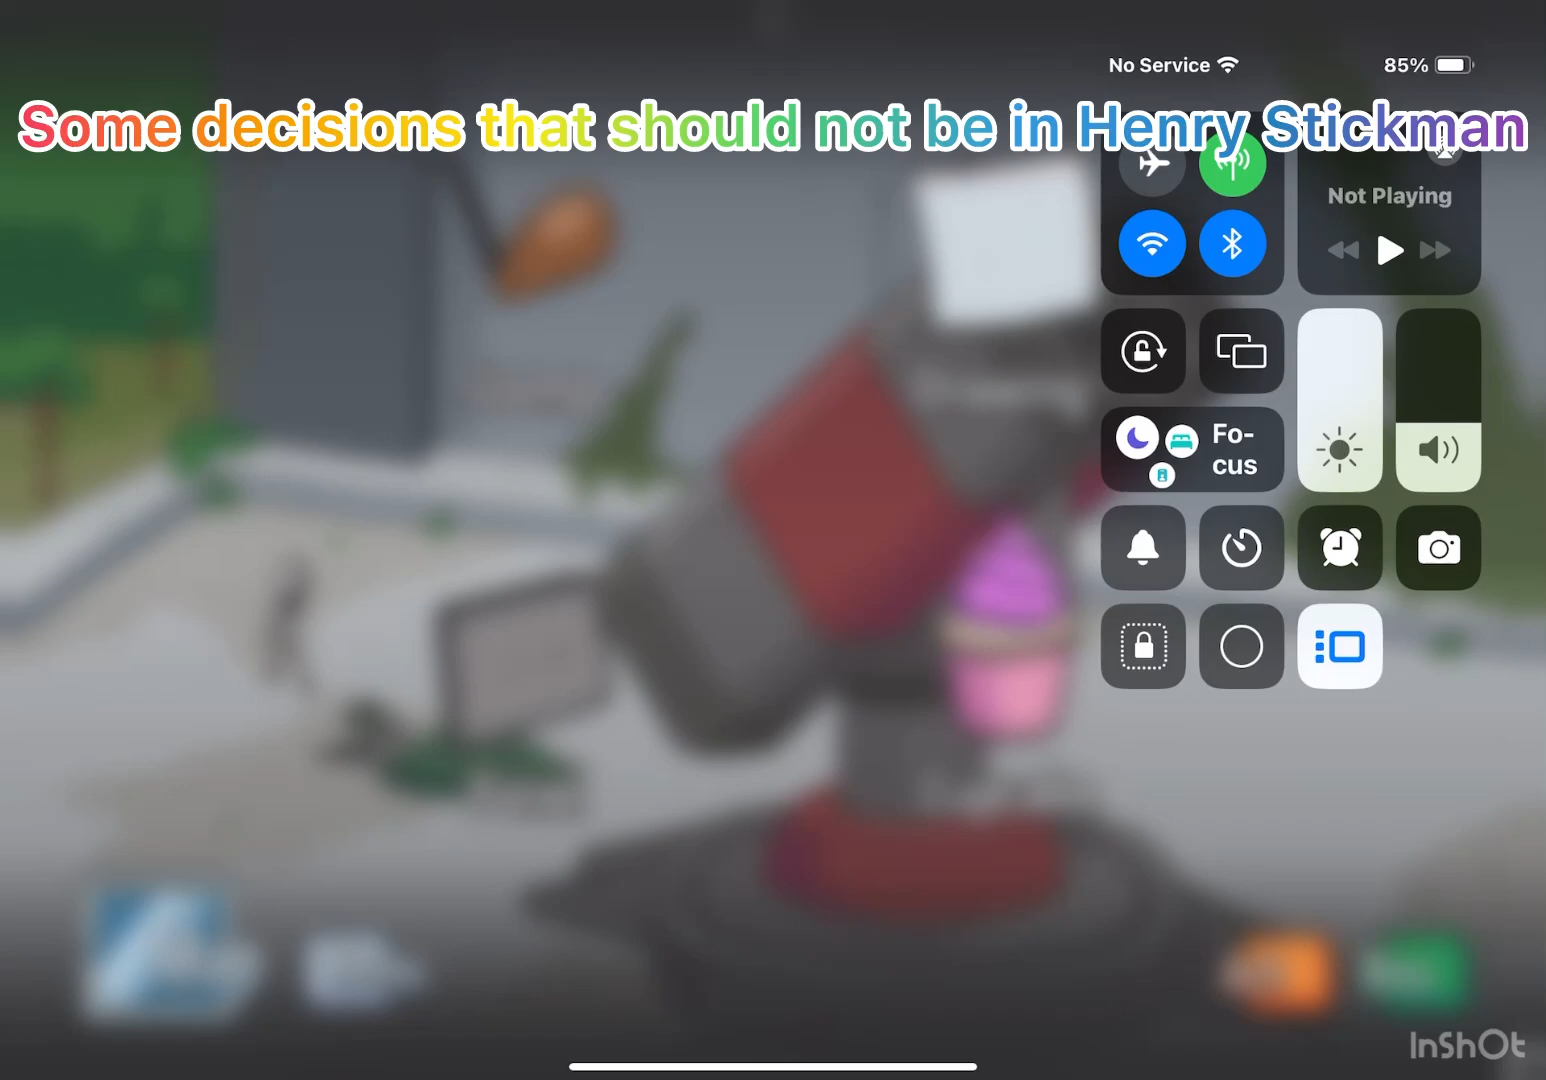 No Service
85%
Some decisions that should not be in Henry Stickman
Not Playing
Fo-
cus
InShOt